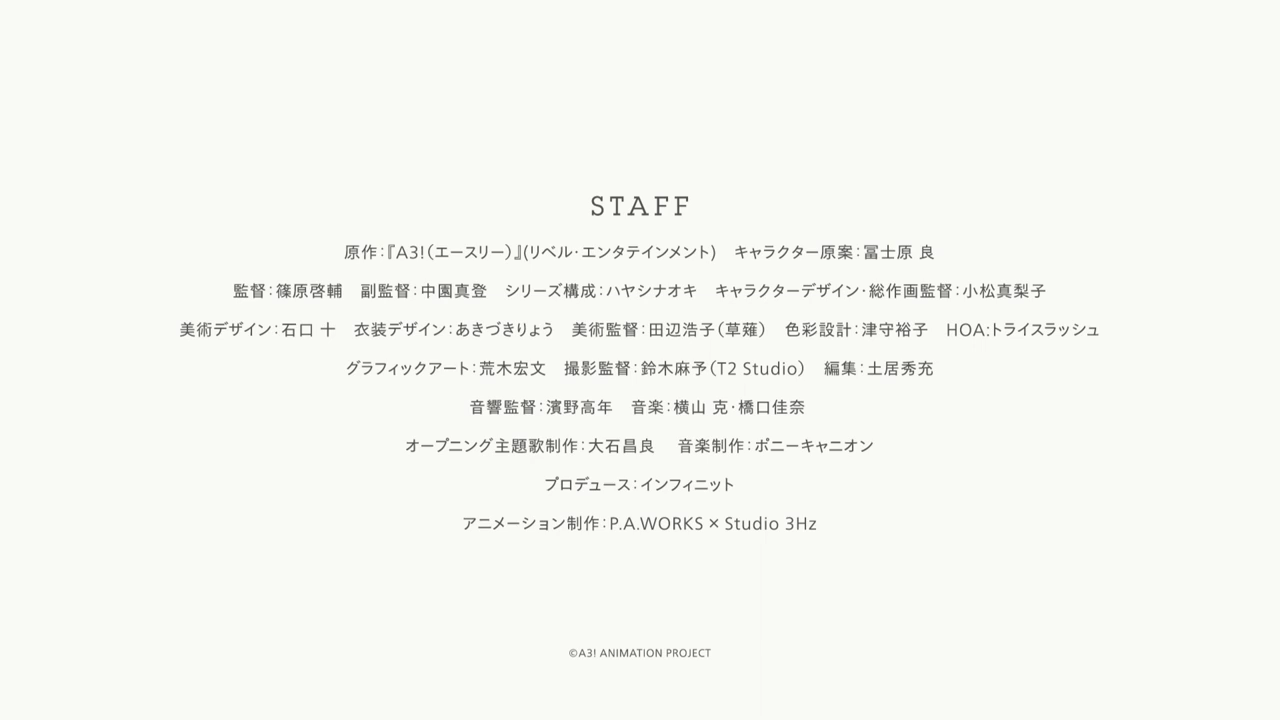 STAFF
原作:『A3!(エースリー)』(リベル·エンタテインメント)　キャラクター原案:冨士原 良
監督:篠原啓輔　副監督:中園真登　シリーズ構成:ハヤシナオキ　キャラクターデザイン·総作画監督:小松真梨子
美術デザイン:石口 十　衣装デザイン:あきづきりょう　美術監督:田辺浩子(草薙)　色彩設計:津守裕子　HOA:トライスラッシュ
グラフィックアート:荒木宏文　撮影監督:鈴木麻予(T2 Studio)　編集:土居秀充
音響監督:濱野高年　音楽:横山 克·橋口佳奈
オープニング主題歌制作:大石昌良　音楽制作:ポニーキャニオン
プロデュース:インフィニット
アニメーション制作:P.A.WORKS × Studio 3Hz
©A3! ANIMATION PROJECT